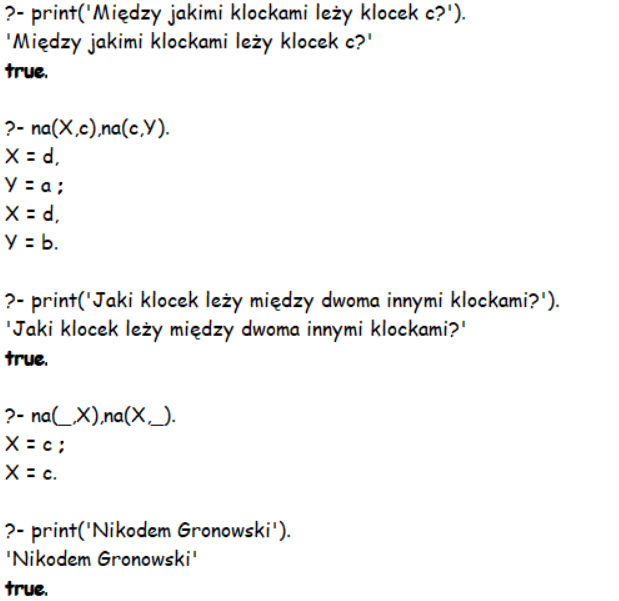 ?- print('Między jakimi klockami leży klocek c?').
'Między jakimi klockami leży klocek c?'
true.
?- na(X,c),na(c,Y).
X = d,
Y = a ;
X = d,
Y = b.
?- print('Jaki klocek leży między dwoma innymi klockami?').
'Jaki klocek leży między dwoma innymi klockami?'
true.
?- na(_,X),na(X,_).
X = c ;
X = c.
?- print('Nikodem Gronowski').
'Nikodem Gronowski'
true.